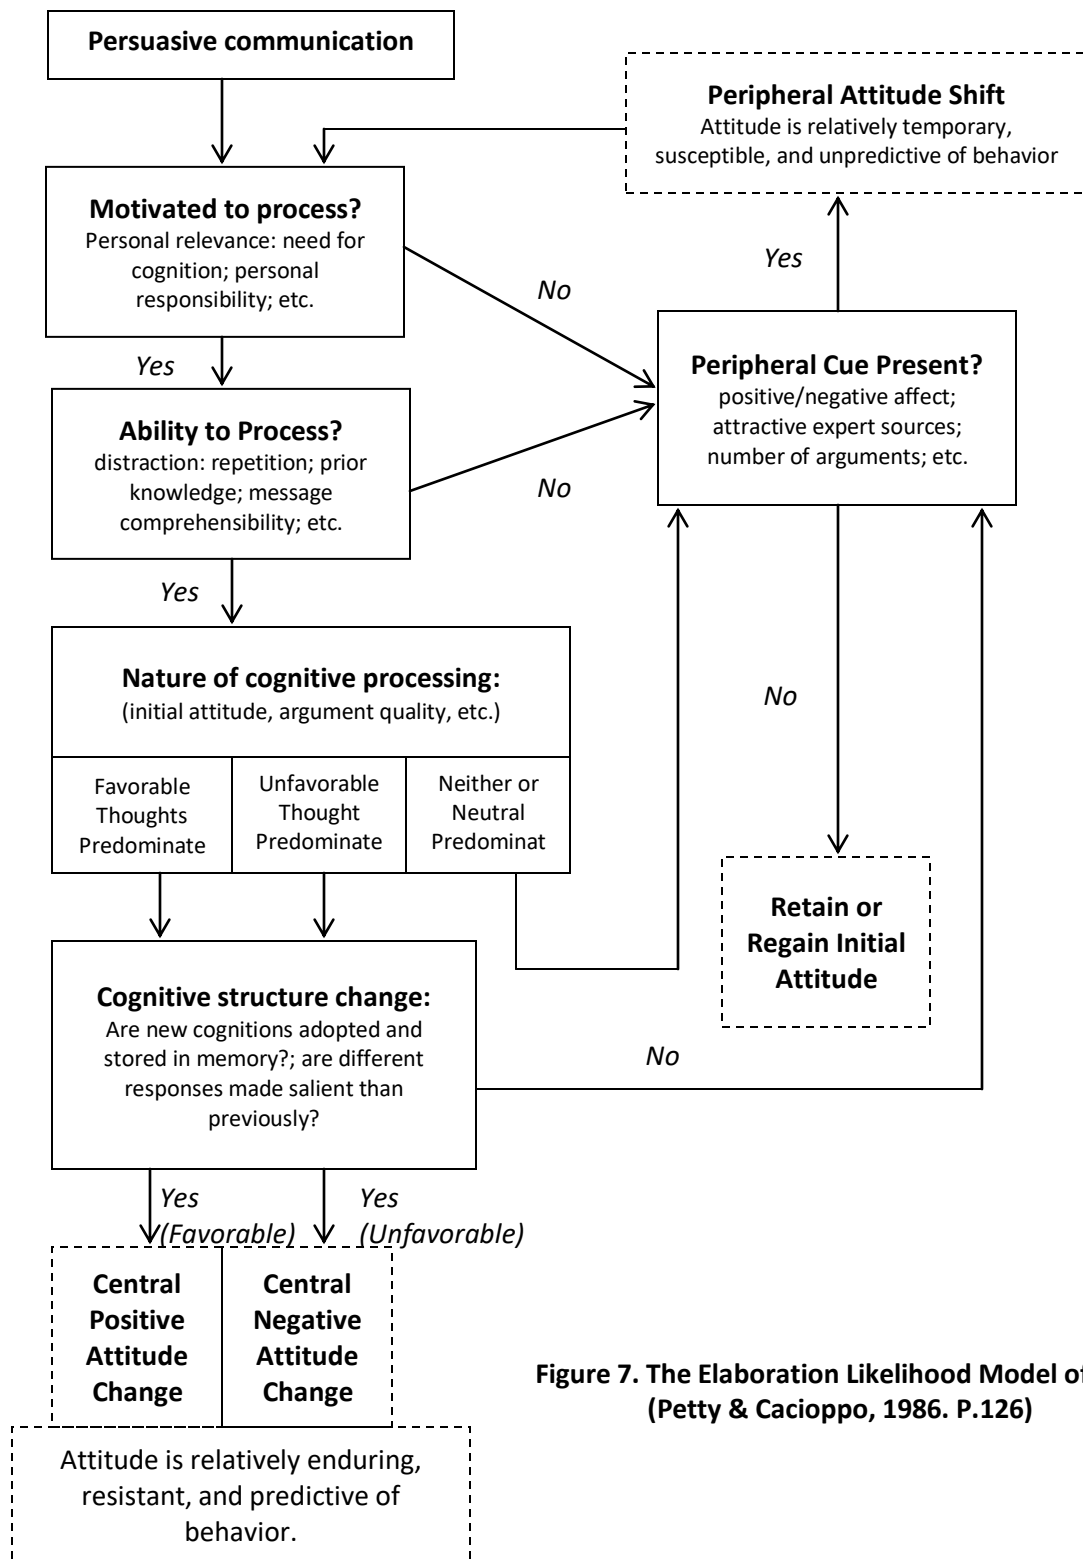 Persuasive communication
Peripheral Attitude Shift
Attitude is relatively temporary,
susceptible, and unpredictive of behavior
Motivated to process?
Personal relevance: need for
cognition; personal
responsibility; etc.
No
Yes
Yes
Peripheral Cue Present?
positive/negative affect;
attractive expert sources;
number of arguments; etc.
Ability to Process?
distraction: repetition; prior
knowledge; message
comprehensibility; etc.
No
Yes
Nature of cognitive processing:
(initial attitude, argument quality, etc.)
No
Favorable
Thoughts
Predominate
Unfavorable
Thought
Predominate
Neither or
Neutral
Predominat
Retain or
Regain Initial
Attitude
Cognitive structure change:
Are new cognitions adopted and
stored in memory?; are different
responses made salient than
previously?
No
Yes
(Favorable)
Yes
(Unfavorable)
Central
Positive
Attitude
Change
Central
Negative
Attitude
Change
Figure 7. The Elaboration Likelihood Model of
(Petty & Cacioppo, 1986. P.126)
Attitude is relatively enduring,
resistant, and predictive of
behavior.